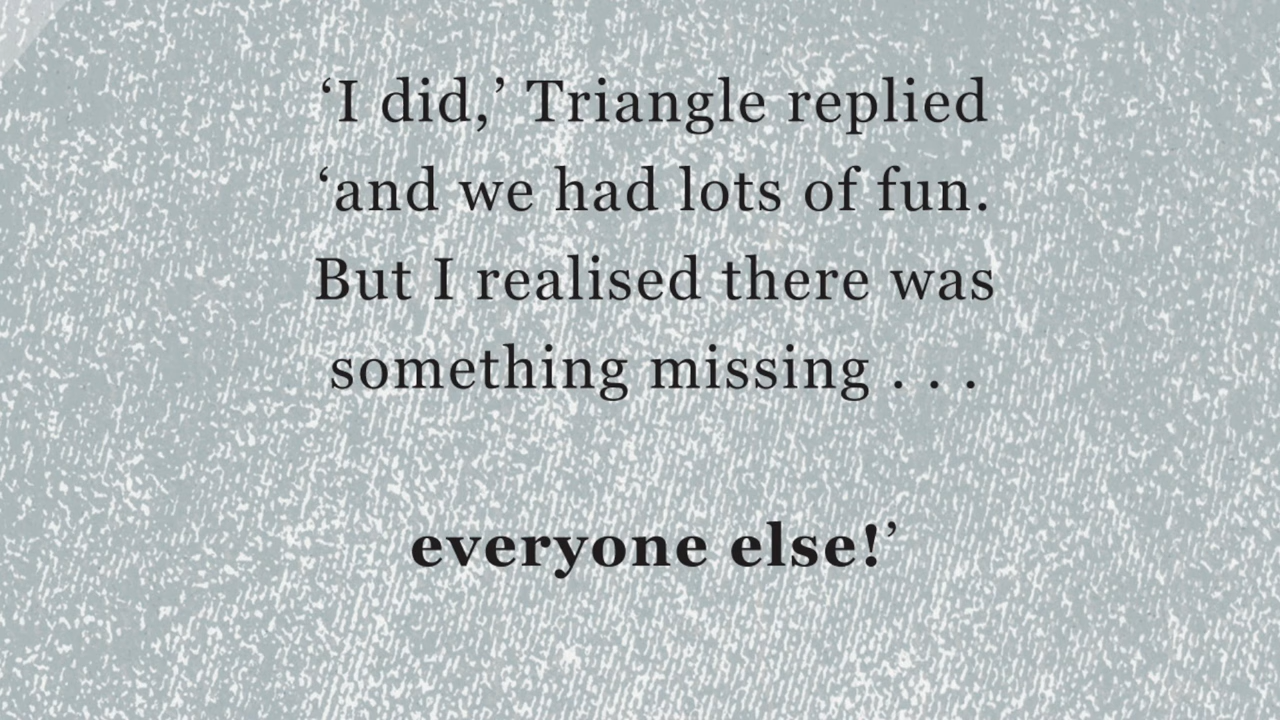 ‘I did,’ Triangle replied
‘and we had lots of fun.
But I realised there was
something missing . . .
everyone else!’